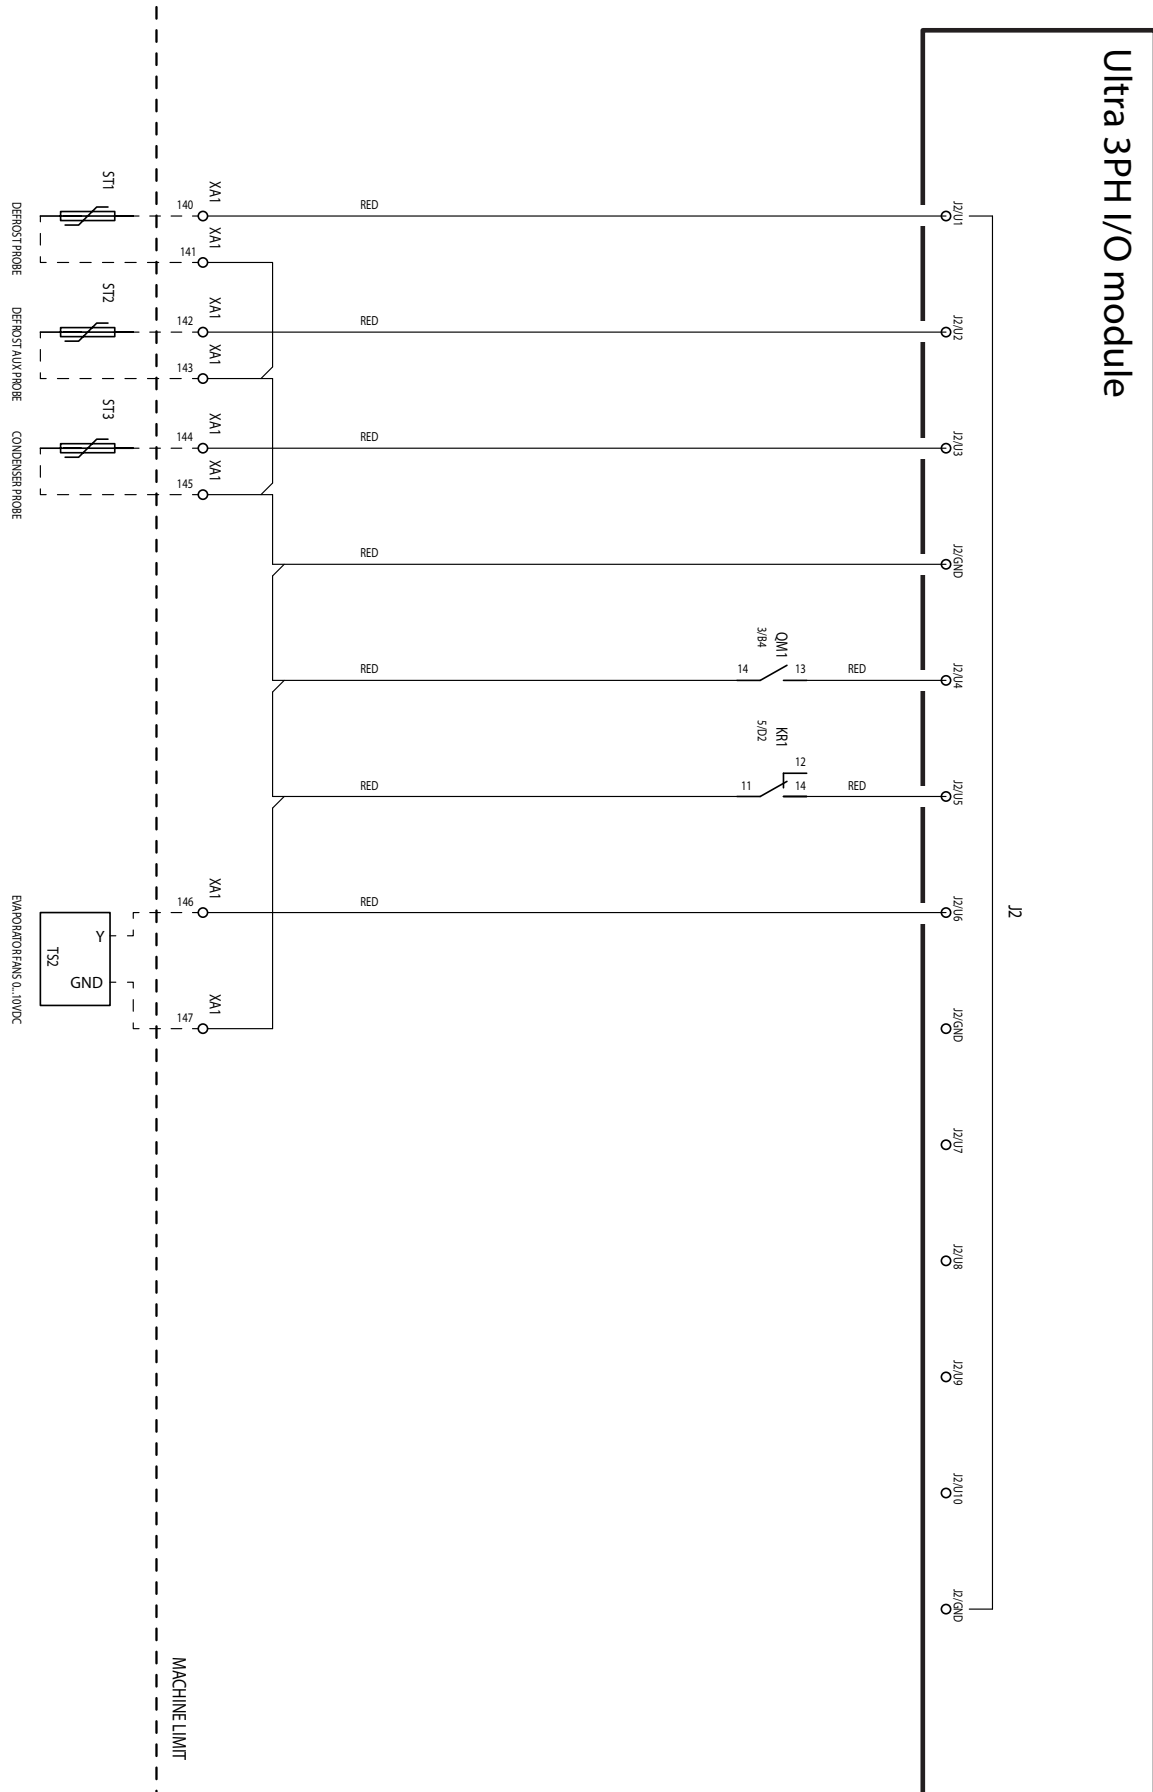 Ultra 3PH I/O module
J2
J2/U1
J2/U2
J2/U3
J2/GND
J2/U4
J2/U5
J2/U6
J2/GND
J2/U7
J2/U8
J2/U9
J2/U10
J2/GND
RED
RED
RED
RED
RED
RED
RED
RED
RED
QM1
3/B4
14
13
KR1
5/D2
12
11
14
XA1
140
XA1
141
XA1
142
XA1
143
XA1
144
XA1
145
XA1
146
XA1
147
MACHINE LIMIT
ST1
DEFROST PROBE
ST2
DEFROST AUX PROBE
ST3
CONDENSER PROBE
Y
GND
TS2
EVAPORATOR FANS 0...10VDC